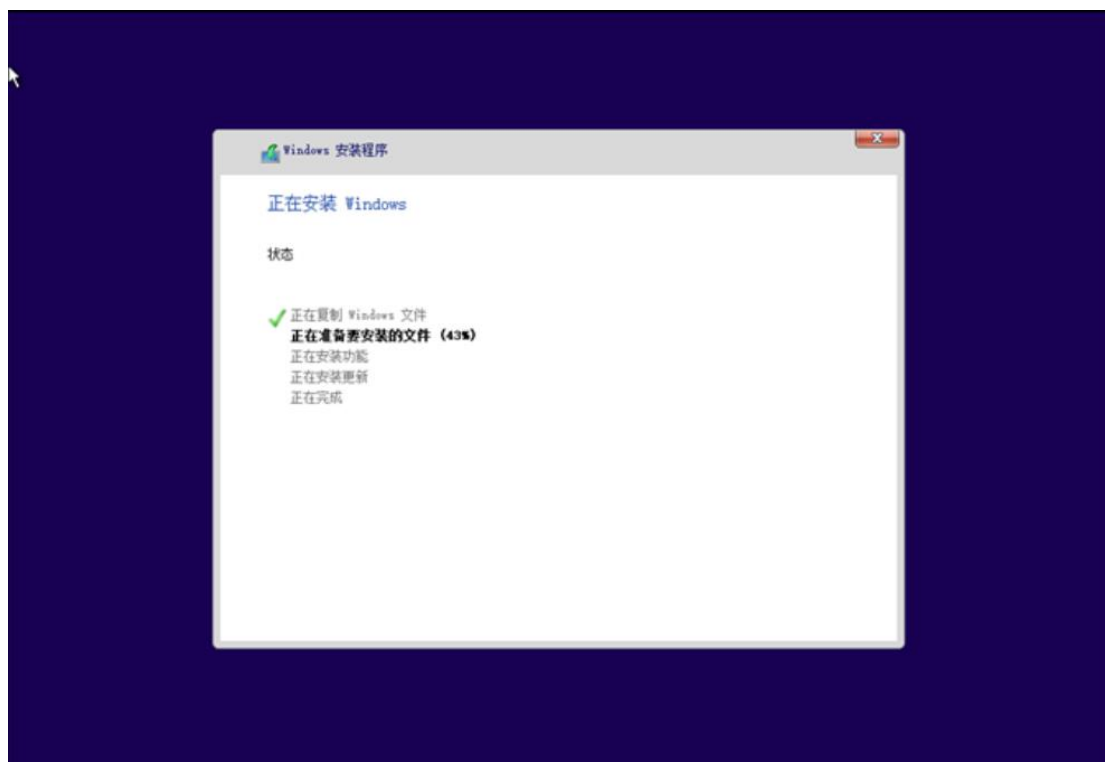 Windows 安装程序
正在安装 Windows
状态
正在复制 Windows 文件
正在准备要安装的文件 (43%)
正在安装功能
正在安装更新
正在完成